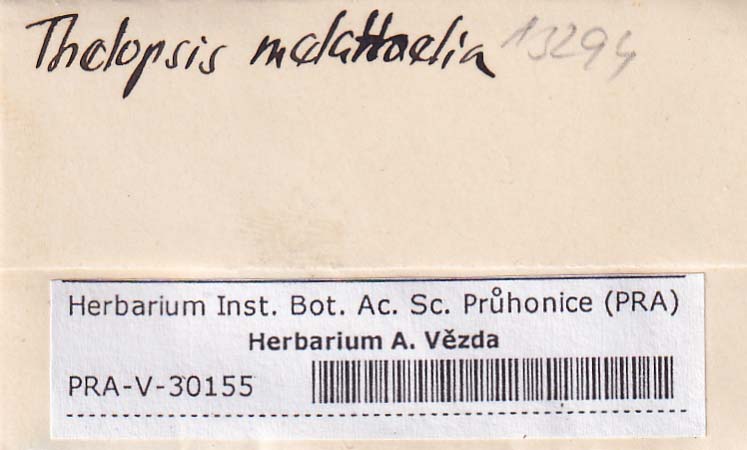 Thelopsis melathelia 13294
Herbarium Inst. Bot. Ac. Sc. Průhonice (PRA)
Herbarium A. Vězda
PRA-V-30155